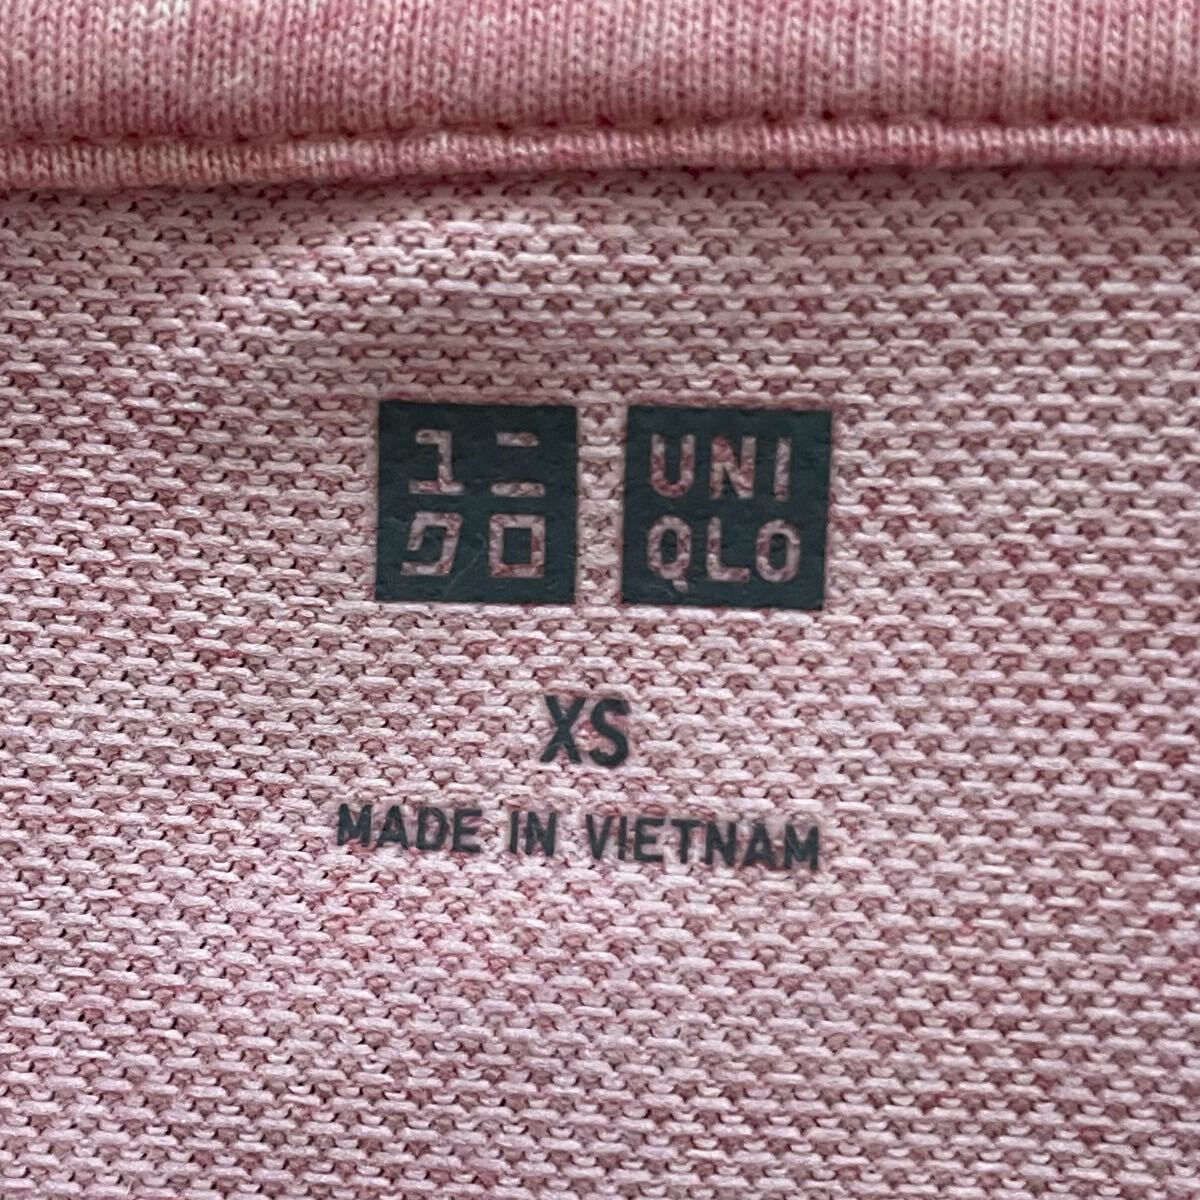 ユニ
クロ
UNI
QLO
XS
MADE IN VIETNAM